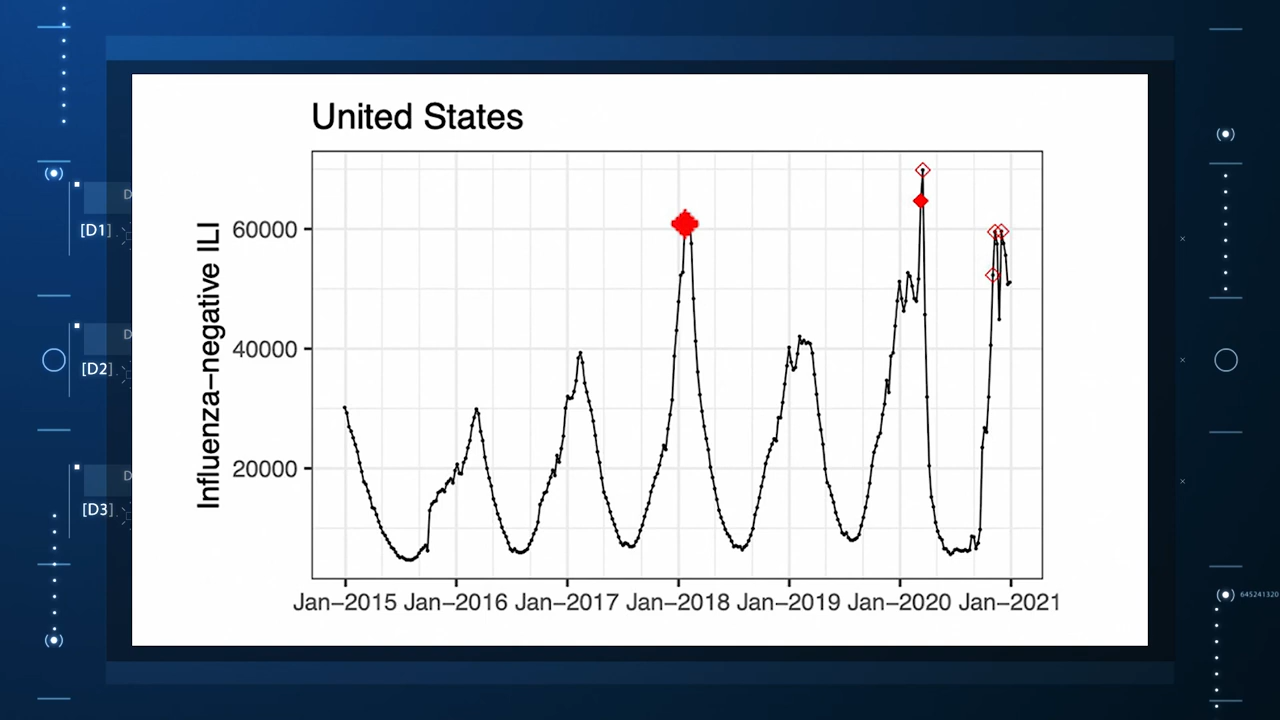 United States
Influenza–negative ILI
60000
40000
20000
Jan–2015 Jan–2016 Jan–2017 Jan–2018 Jan–2019 Jan–2020 Jan–2021
D
[D1]
D
[D2]
D
[D3]
645241320